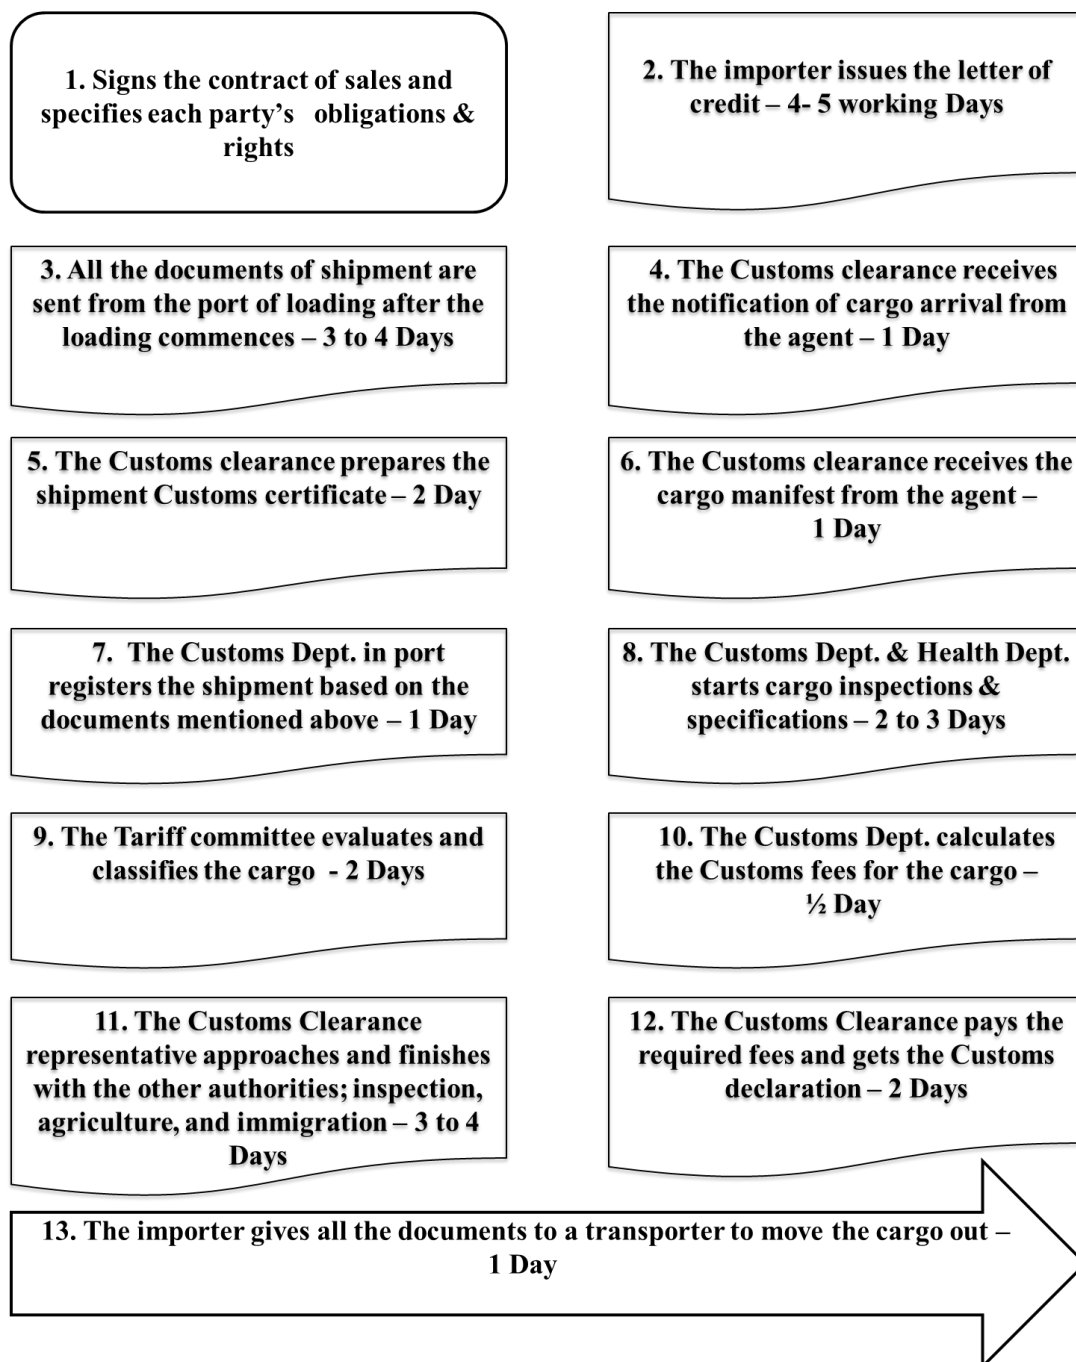 1. Signs the contract of sales and
specifies each party’s obligations &
rights
2. The importer issues the letter of
credit – 4- 5 working Days
3. All the documents of shipment are
sent from the port of loading after the
loading commences – 3 to 4 Days
4. The Customs clearance receives
the notification of cargo arrival from
the agent – 1 Day
5. The Customs clearance prepares the
shipment Customs certificate – 2 Day
6. The Customs clearance receives the
cargo manifest from the agent –
1 Day
7. The Customs Dept. in port
registers the shipment based on the
documents mentioned above – 1 Day
8. The Customs Dept. & Health Dept.
starts cargo inspections &
specifications – 2 to 3 Days
9. The Tariff committee evaluates and
classifies the cargo - 2 Days
10. The Customs Dept. calculates
the Customs fees for the cargo –
½ Day
11. The Customs Clearance
representative approaches and finishes
with the other authorities; inspection,
agriculture, and immigration – 3 to 4
Days
12. The Customs Clearance pays the
required fees and gets the Customs
declaration – 2 Days
13. The importer gives all the documents to a transporter to move the cargo out –
1 Day